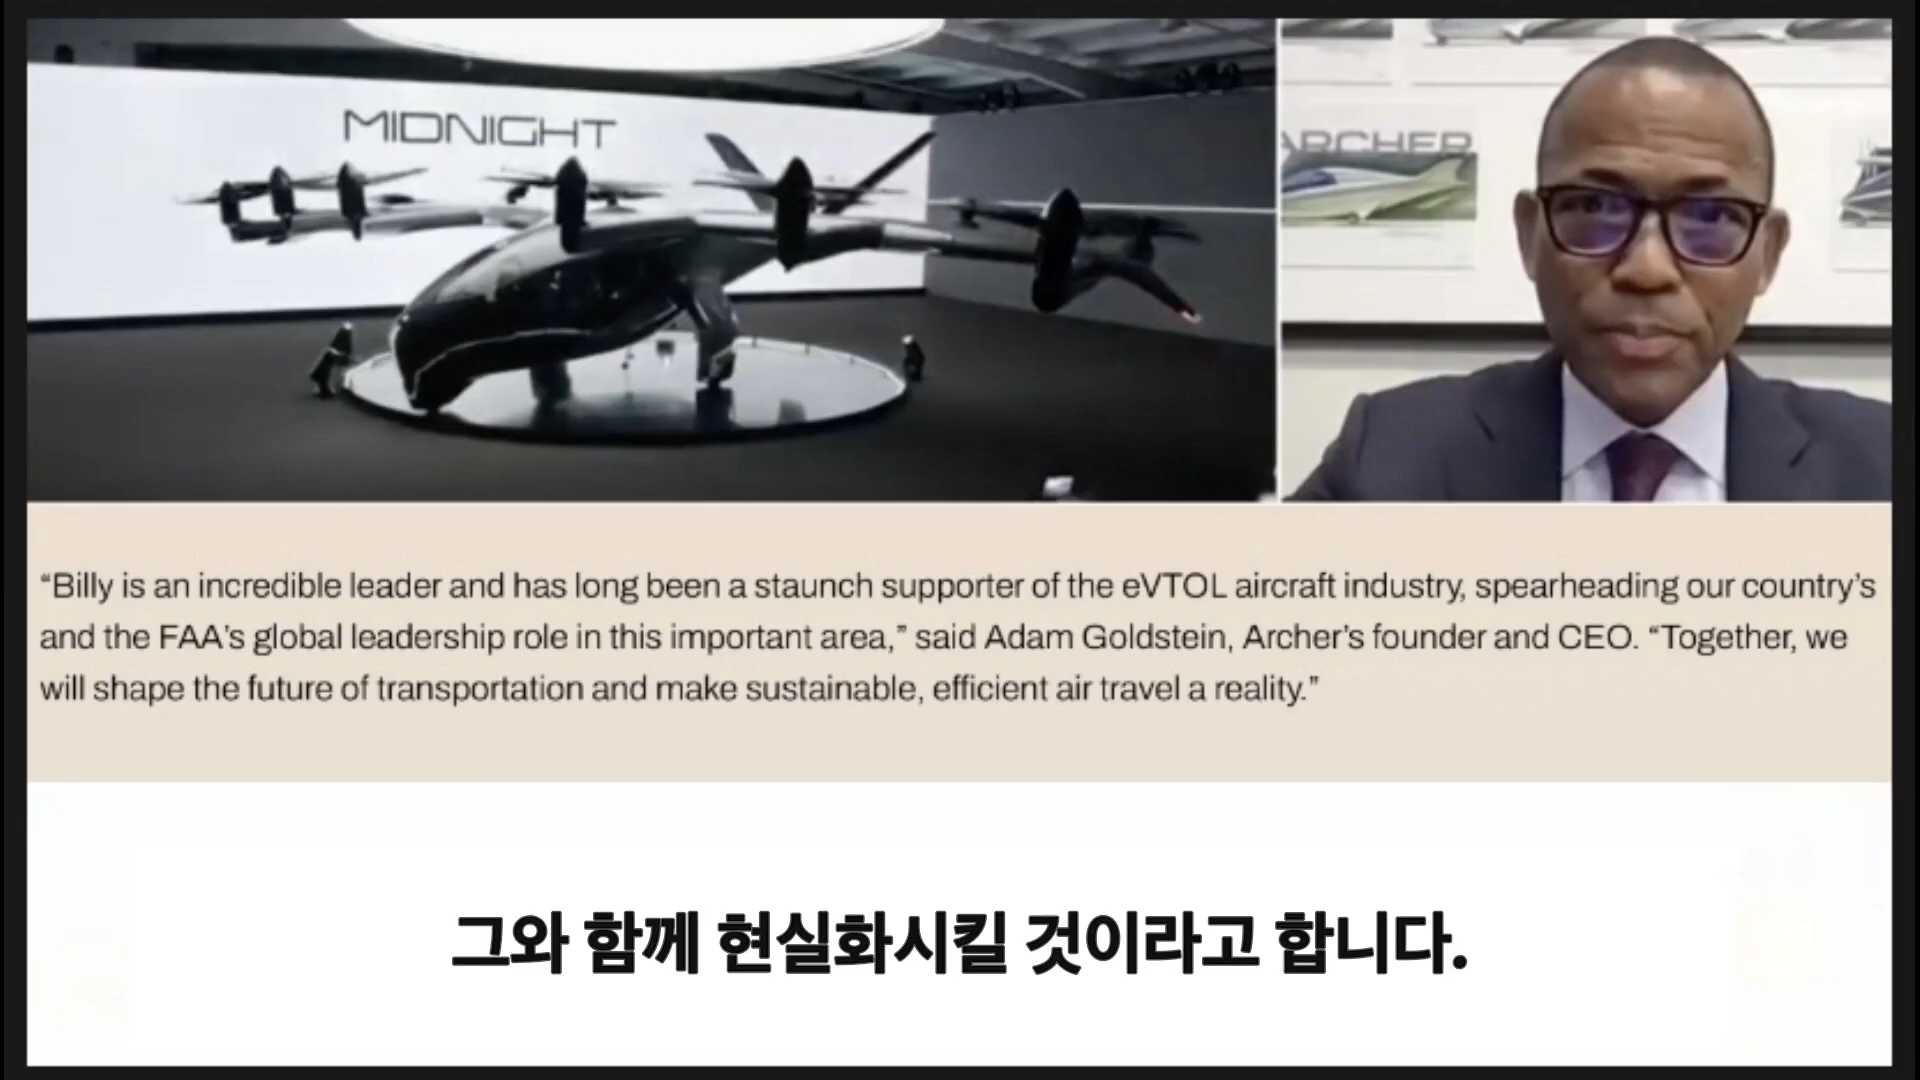 MIDNIGHT
ARCHER
“Billy is an incredible leader and has long been a staunch supporter of the eVTOL aircraft industry, spearheading our country’s
and the FAA’s global leadership role in this important area,” said Adam Goldstein, Archer’s founder and CEO. “Together, we
will shape the future of transportation and make sustainable, efficient air travel a reality.”
그와 함께 현실화시킬 것이라고 합니다.